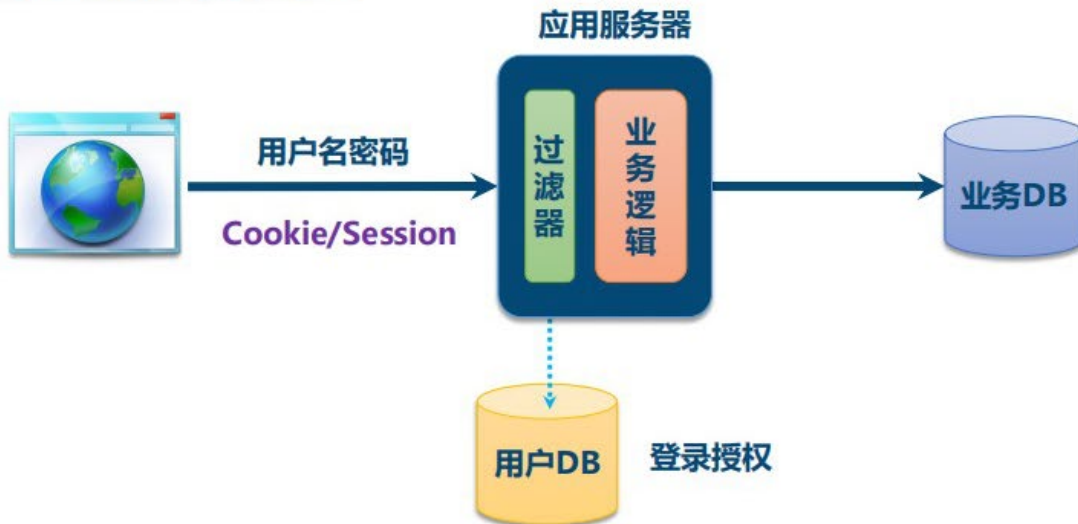 应用服务器
用户名密码
Cookie/Session
过滤器
业务逻辑
业务DB
用户DB
登录授权